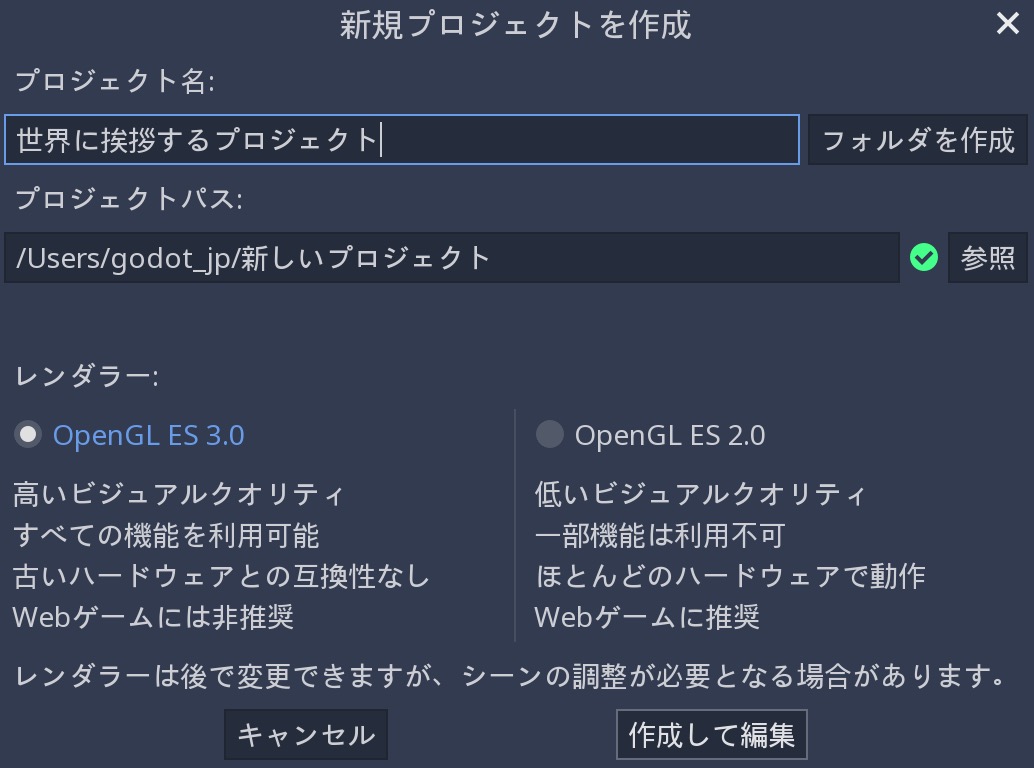 新規プロジェクトを作成
プロジェクト名:
世界に挨拶するプロジェクト
フォルダを作成
プロジェクトパス:
/Users/godot_jp/新しいプロジェクト
参照
レンダラー:
OpenGL ES 3.0
高いビジュアルクオリティ
すべての機能を利用可能
古いハードウェアとの互換性なし
Webゲームには非推奨
OpenGL ES 2.0
低いビジュアルクオリティ
一部機能は利用不可
ほとんどのハードウェアで動作
Webゲームに推奨
レンダラーは後で変更できますが、シーンの調整が必要となる場合があります。
キャンセル
作成して編集